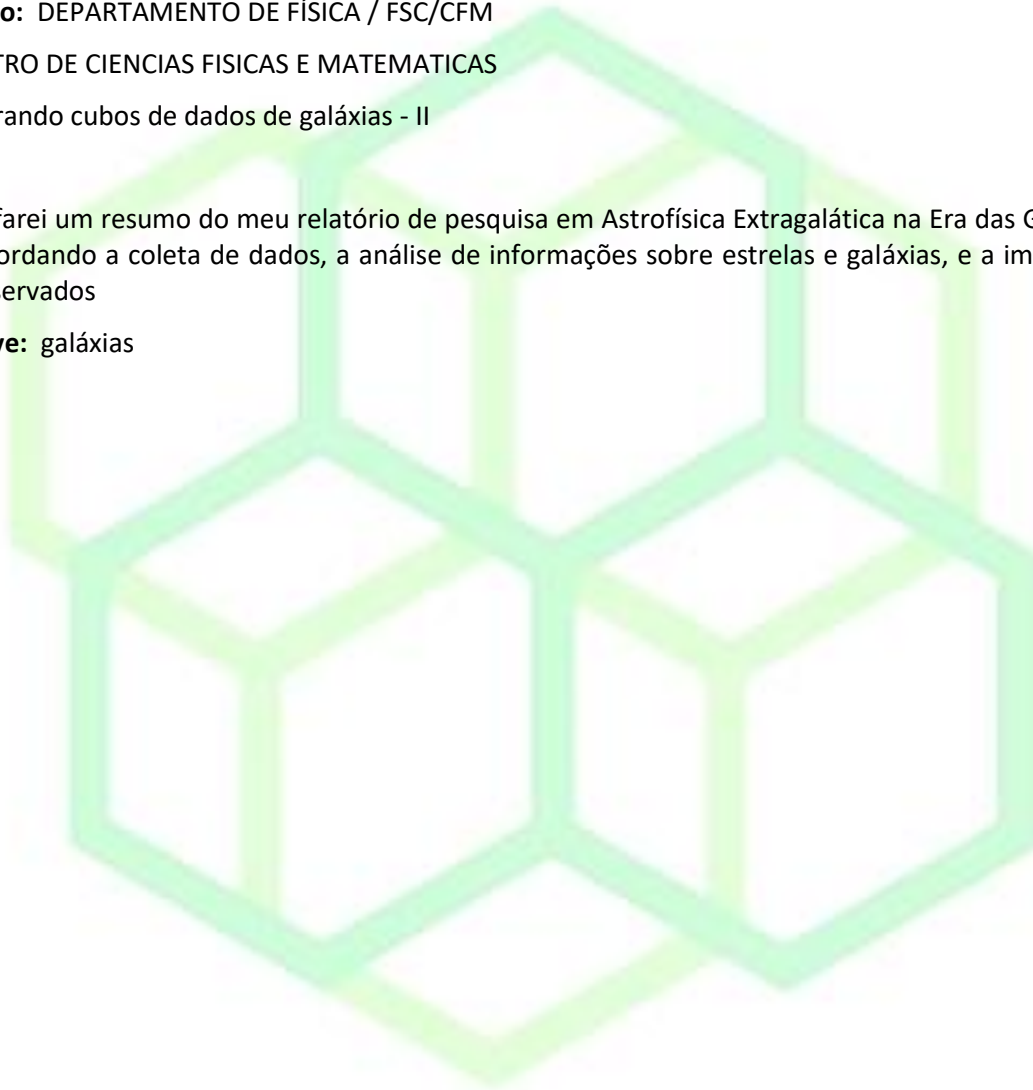 o: DEPARTAMENTO DE FÍSICA / FSC/CFM
TRO DE CIENCIAS FISICAS E MATEMATICAS
rando cubos de dados de galáxias - II
farei um resumo do meu relatório de pesquisa em Astrofísica Extragalática na Era das G
ordando a coleta de dados, a análise de informações sobre estrelas e galáxias, e a im
servados
ve: galáxias